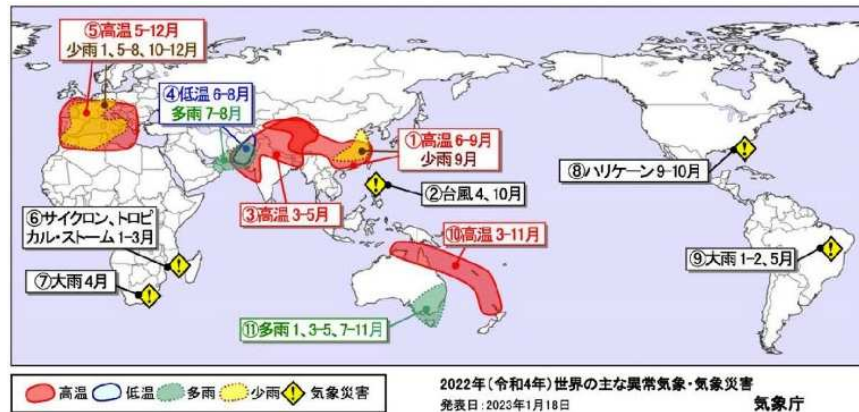 ⑤高温 5-12月
少雨 1、5-8、10-12月
④低温 6-8月
多雨 7-8月
①高温 6-9月
少雨 9月
⑧ハリケーン 9-10月
②台風 4、10月
③高温 3-5月
⑥サイクロン、トロピ
カル・ストーム 1-3月
⑩高温 3-11月
⑨大雨 1-2、5月
⑦大雨 4月
⑪多雨 1、3-5、7-11月
高温 低温 多雨 少雨 気象災害
2022年(令和4年)世界の主な異常気象・気象災害
発表日:2023年1月18日 気象庁